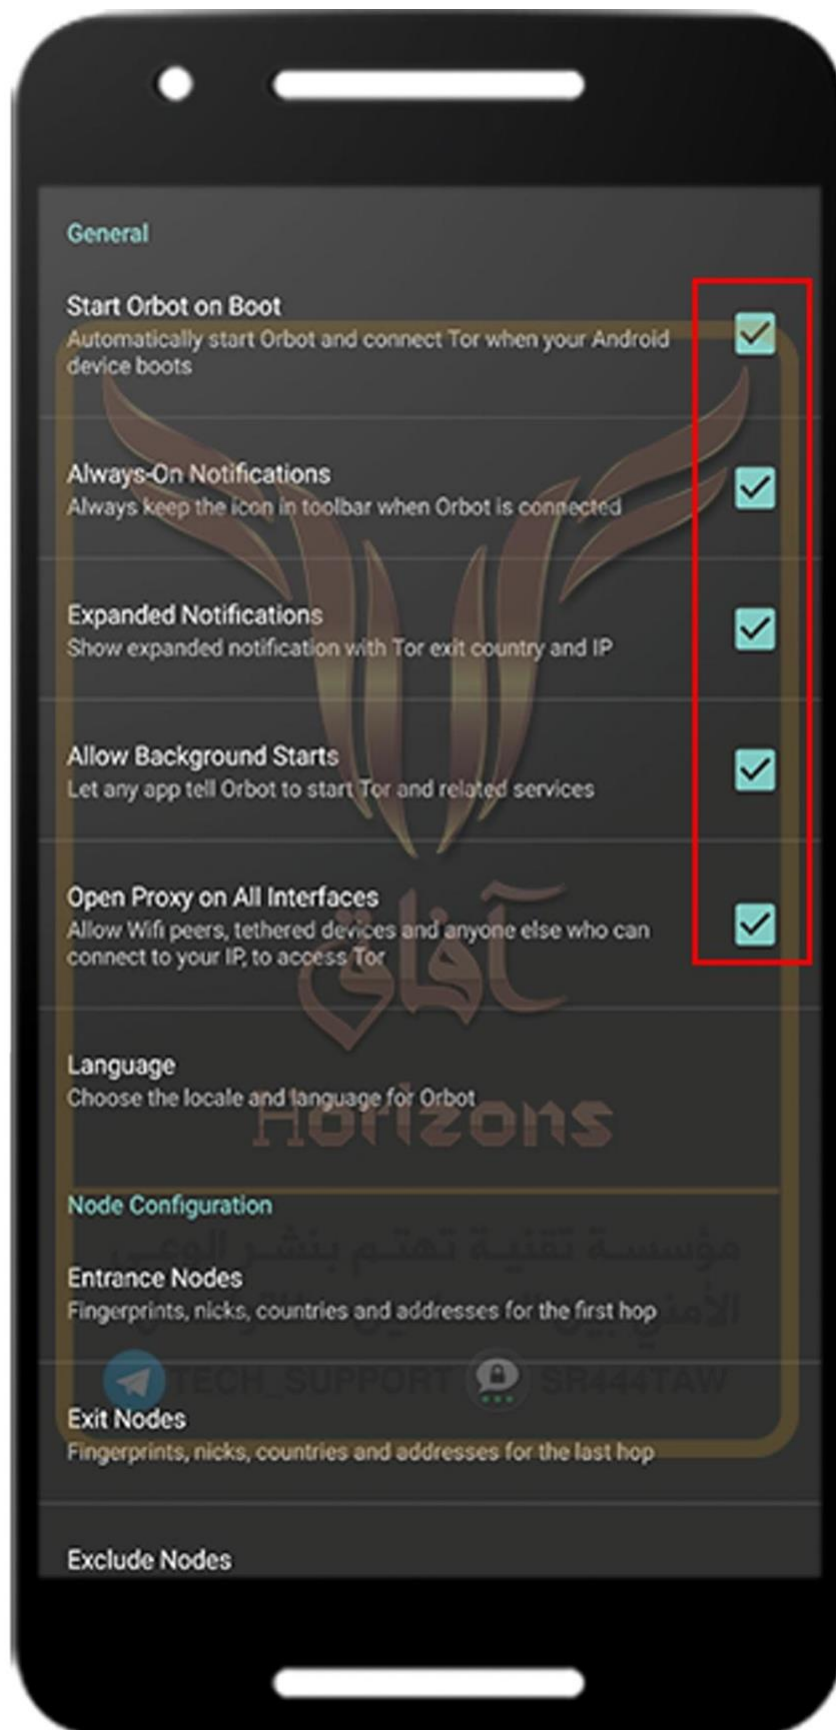 General
Start Orbot on Boot
Automatically start Orbot and connect Tor when your Android
device boots
Always-On Notifications
Always keep the icon in toolbar when Orbot is connected
Expanded Notifications
Show expanded notification with Tor exit country and IP
Allow Background Starts
Let any app tell Orbot to start Tor and related services
Open Proxy on All Interfaces
Allow Wifi peers, tethered devices and anyone else who can
connect to your IP, to access Tor
آفاق
Language
Choose the locale and language for Orbot
Horizons
Node Configuration
مؤسسة تقنية تهتم بنشر الوعي
Entrance Nodes
الأمني بين
Fingerprints, nicks, countries and addresses for the first hop
TECH_SUPPORT SR444TAW
Exit Nodes
Fingerprints, nicks, countries and addresses for the last hop
Exclude Nodes